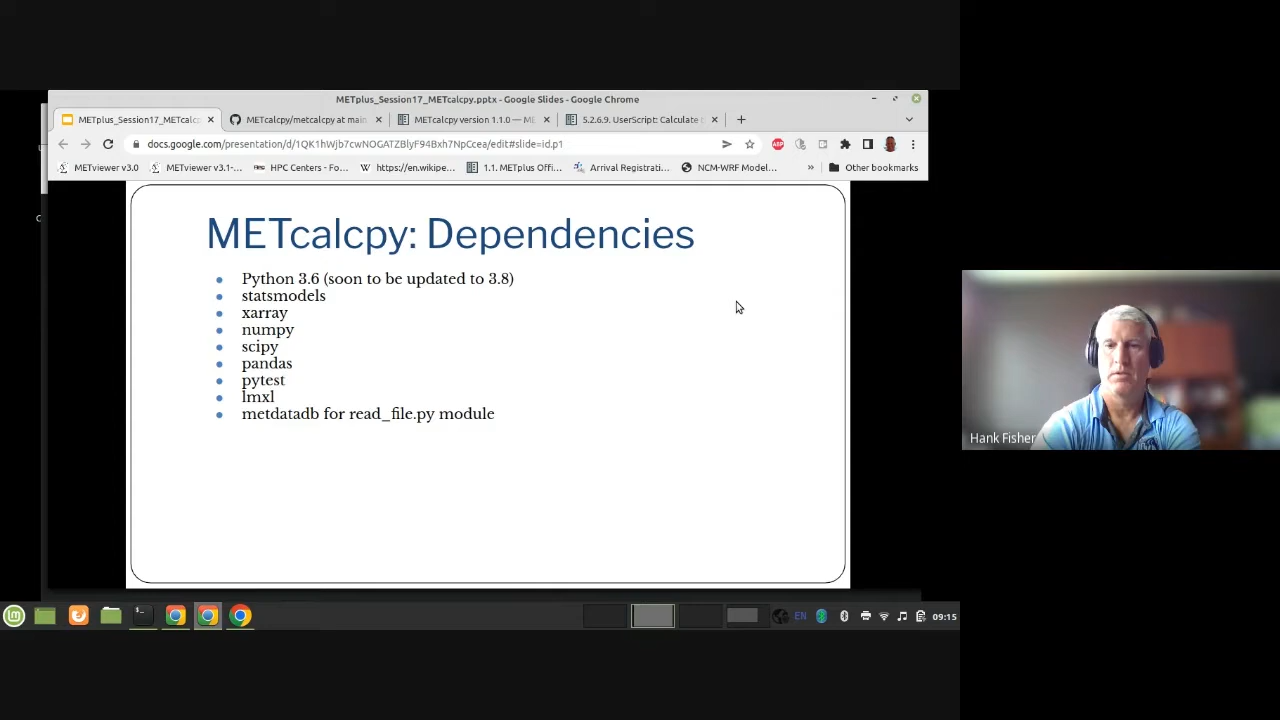 METplus_Session17_METcalcpy.pptx - Google Slides - Google Chrome
METplus_Session17_METcalcp
METcalcpy/metcalcpy at main
METcalcpy version 1.1.0 — ME
5.2.6.9. UserScript: Calculate
docs.google.com/presentation/d/1QK1hWJb7cwNOGATZBlyF94Bxh7NpCcea/edit#slide=id.p1
METviewer v3.0
METviewer v3.1-...
HPC Centers - Fo...
https://en.wikipe...
1.1. METplus Offi...
Arrival Registrati...
NCM-WRF Model...
»
Other bookmarks
METcalcpy: Dependencies
• Python 3.6 (soon to be updated to 3.8)
• statsmodels
• xarray
• numpy
• scipy
• pandas
• pytest
• lmxl
• metdatadb for read_file.py module
Hank Fisher
EN
09:15